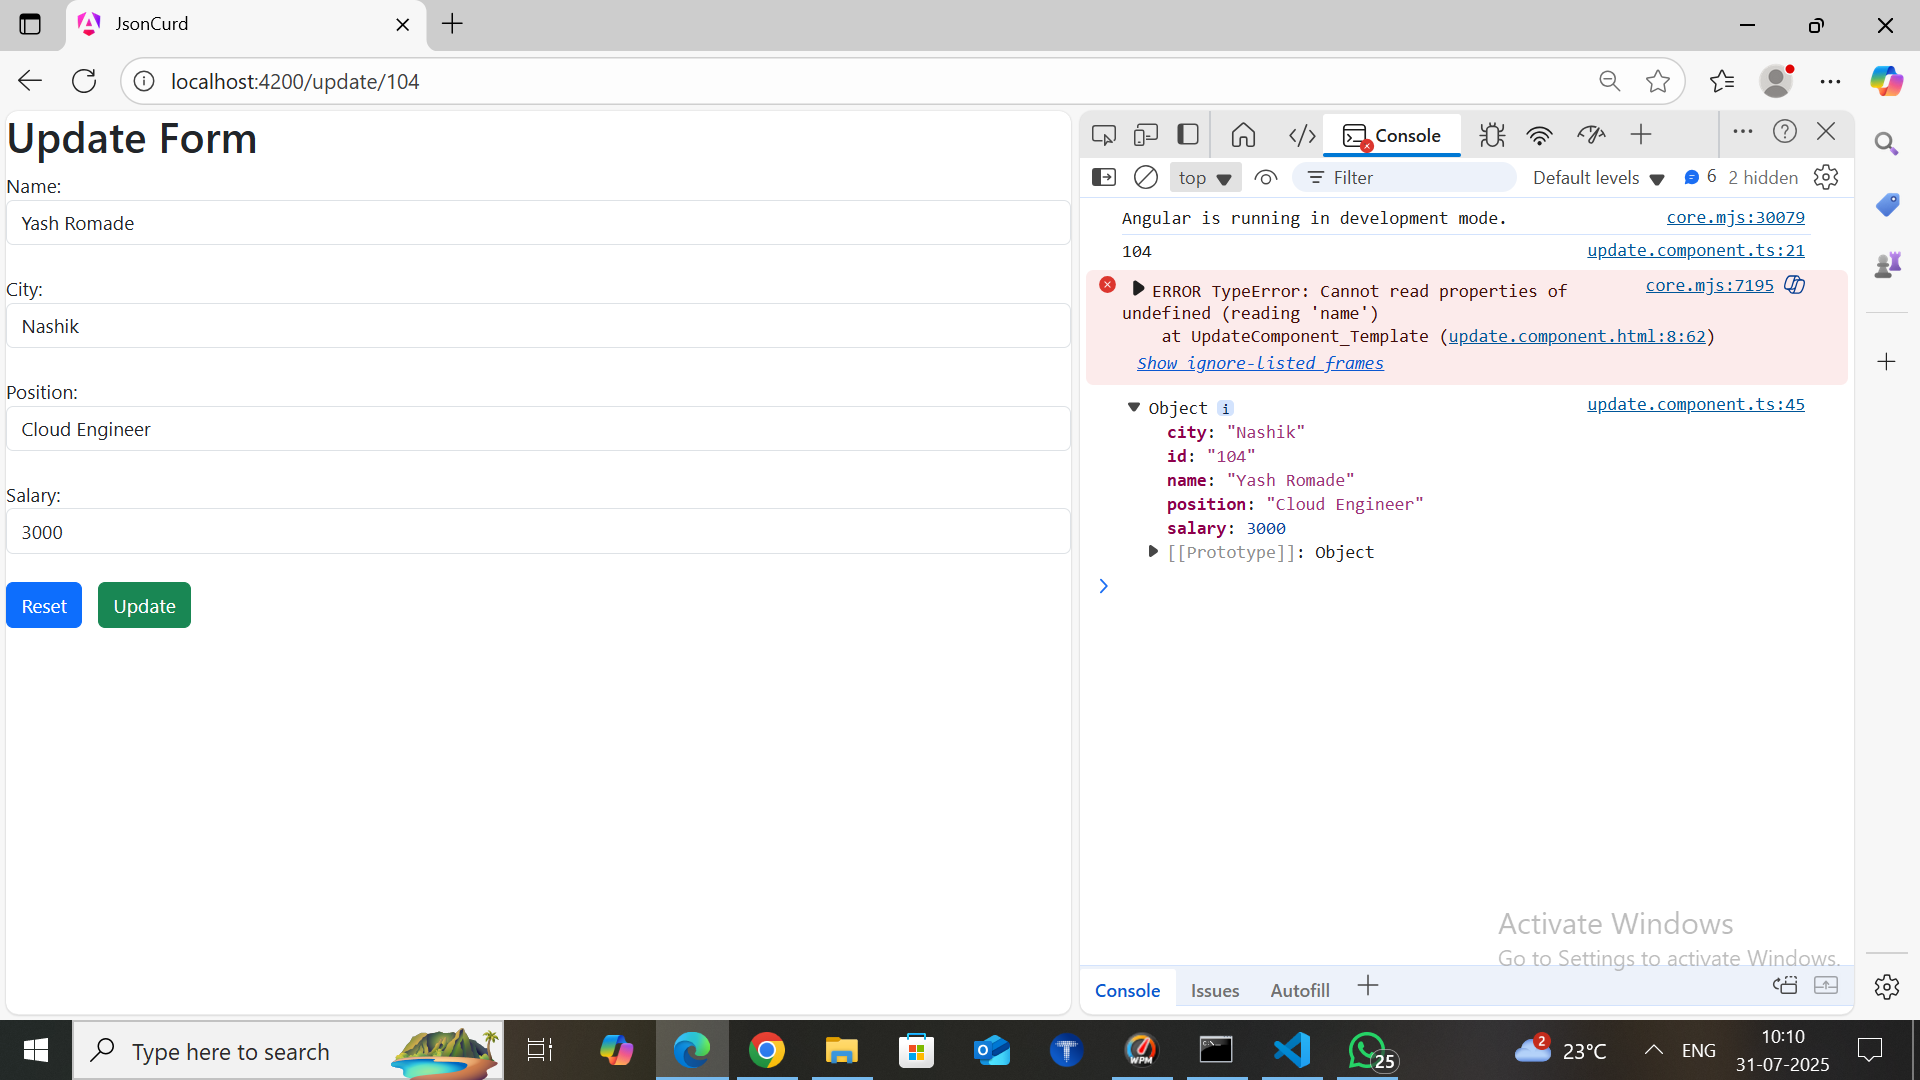 JsonCurd
localhost:4200/update/104
Update Form
Name:
Yash Romade
City:
Nashik
Position:
Cloud Engineer
Salary:
3000
Reset Update
Console
top Filter Default levels 6 2 hidden
Angular is running in development mode. core.mjs:30079
104 update.component.ts:21
ERROR TypeError: Cannot read properties of core.mjs:7195
undefined (reading 'name')
at UpdateComponent_Template (update.component.html:8:62)
Show ignore-listed frames
Object i update.component.ts:45
city: "Nashik"
id: "104"
name: "Yash Romade"
position: "Cloud Engineer"
salary: 3000
[[Prototype]]: Object
Activate Windows
Go to Settings to activate Windows.
Console Issues Autofill
Type here to search
WPM
25
2
23°C
ENG
10:10
31-07-2025